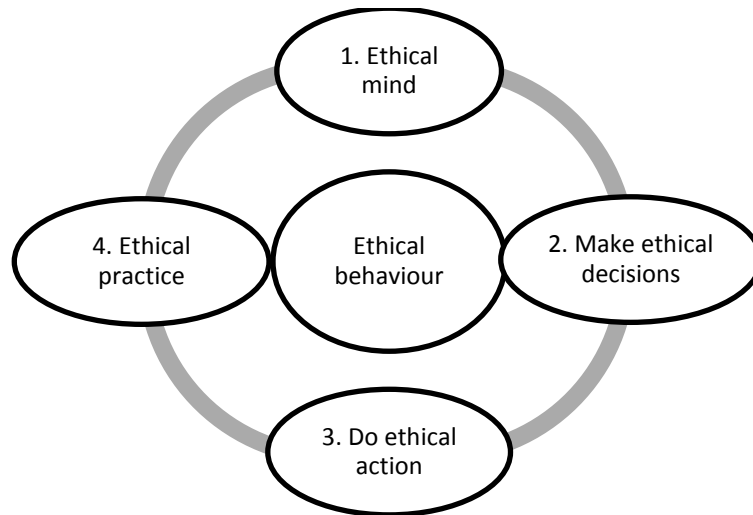 1. Ethical
mind
2. Make ethical
decisions
3. Do ethical
action
4. Ethical
practice
Ethical
behaviour